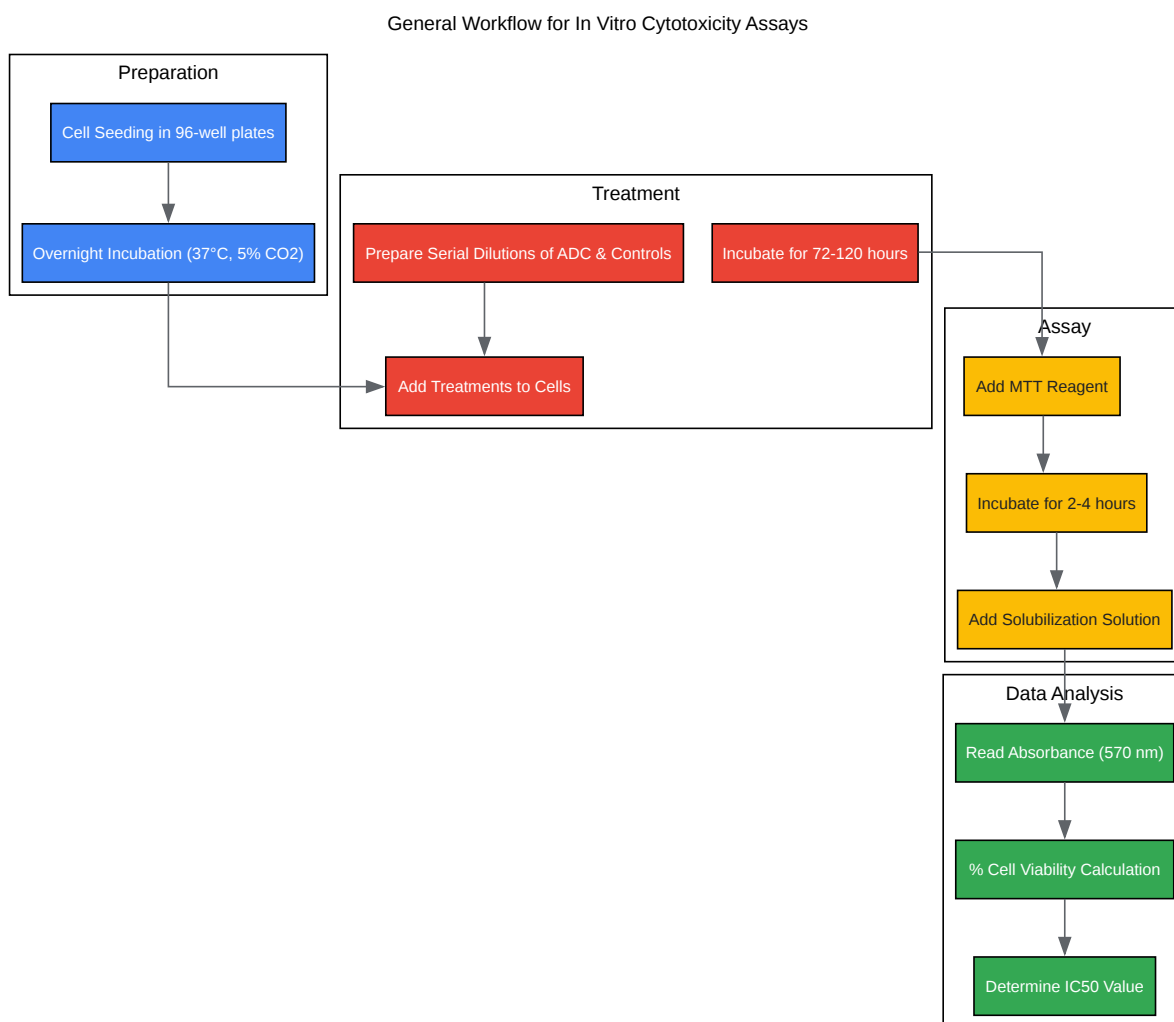 General Workflow for In Vitro Cytotoxicity Assays
Preparation
Cell Seeding in 96-well plates
Overnight Incubation (37°C, 5% CO2)
Treatment
Prepare Serial Dilutions of ADC & Controls
Incubate for 72-120 hours
Add Treatments to Cells
Assay
Add MTT Reagent
Incubate for 2-4 hours
Add Solubilization Solution
Data Analysis
Read Absorbance (570 nm)
% Cell Viability Calculation
Determine IC50 Value